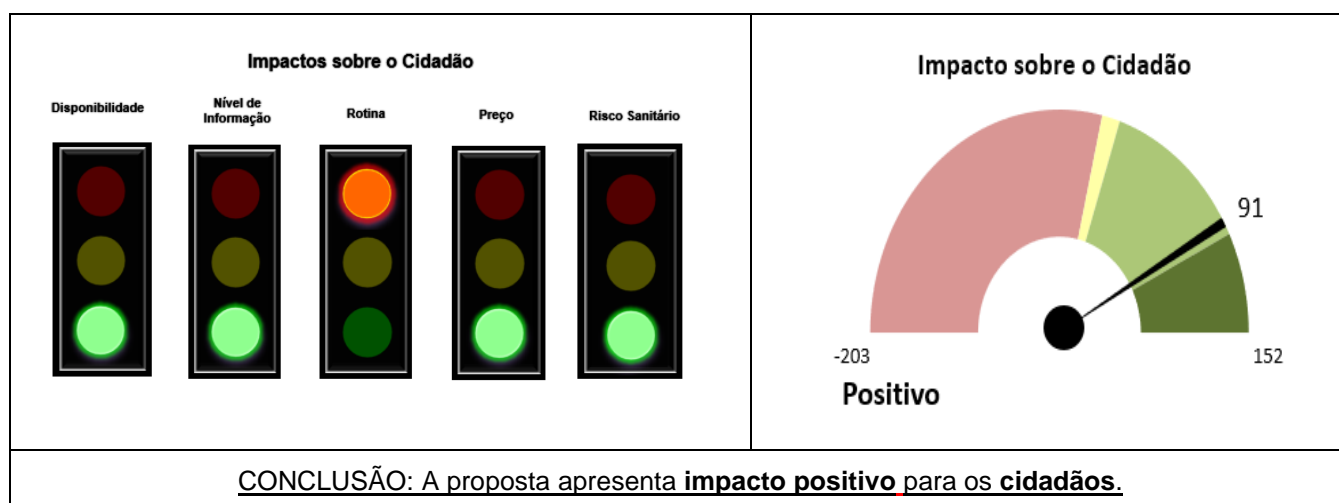 Impactos sobre o Cidadão
Disponibilidade
Nível de
Informação
Rotina
Preço
Risco Sanitário
Impacto sobre o Cidadão
91
-203
152
Positivo
CONCLUSÃO: A proposta apresenta impacto positivo para os cidadãos.